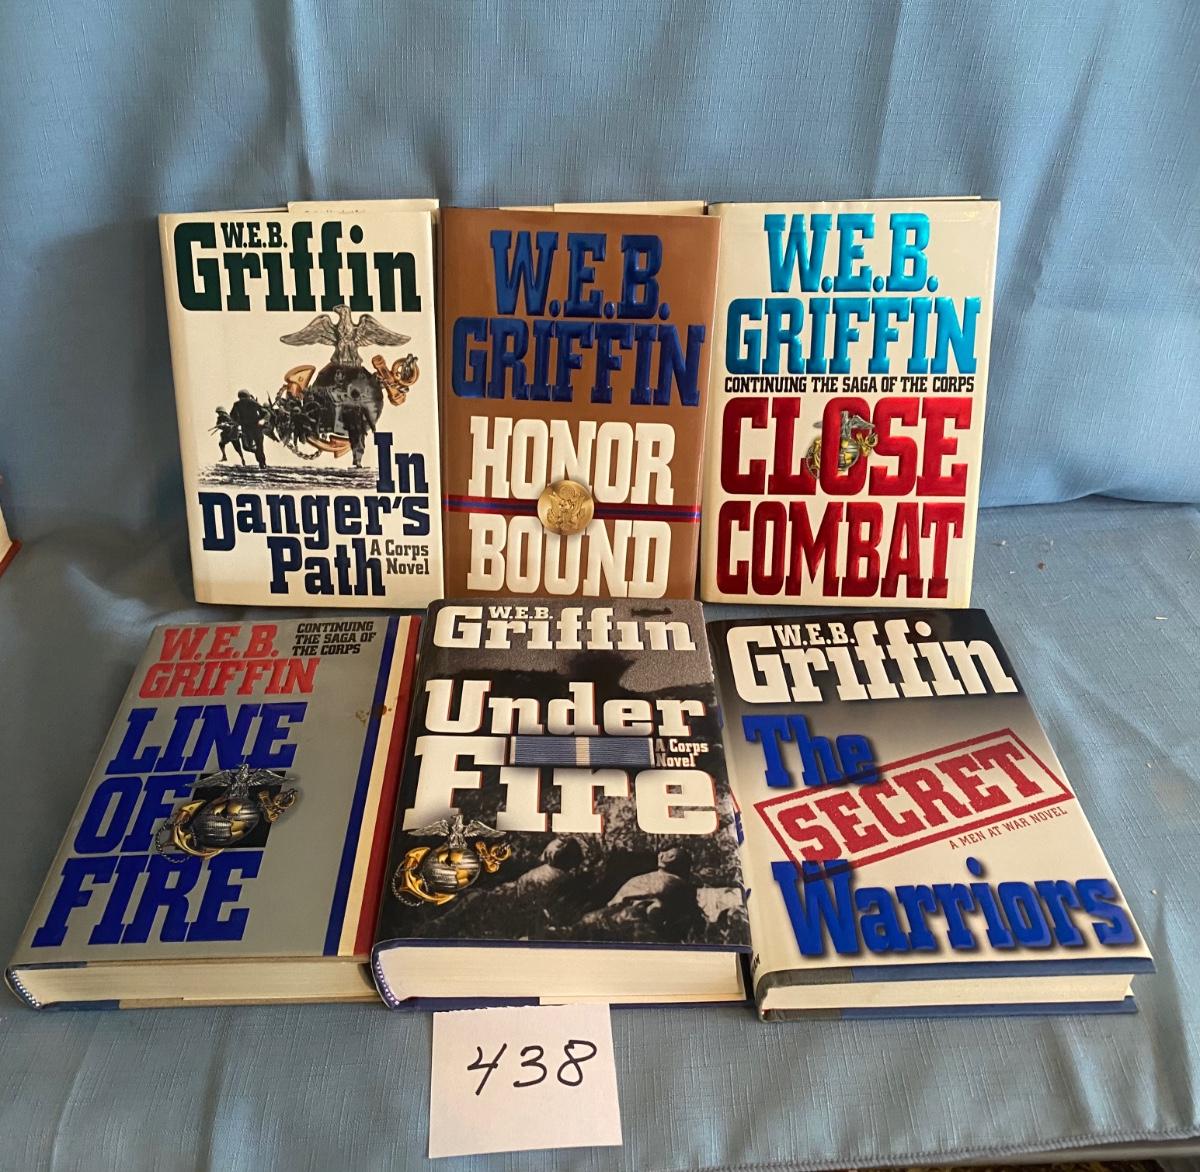 W.E.B.
Griffin
In
Danger's
Path
A Corps
Novel
W.E.B.
GRIFFIN
HONOR
BOUND
W.E.B.
GRIFFIN
CONTINUING THE SAGA OF THE CORPS
CLOSE
COMBAT
W.E.B.
GRIFFIN
CONTINUING
THE SAGA OF
THE CORPS
LINE
OF
FIRE
W.E.B.
Griffin
Under
Fire
A Corps
Novel
W.E.B.
Griffin
The
SECRET
A MEN AT WAR NOVEL
Warriors
438